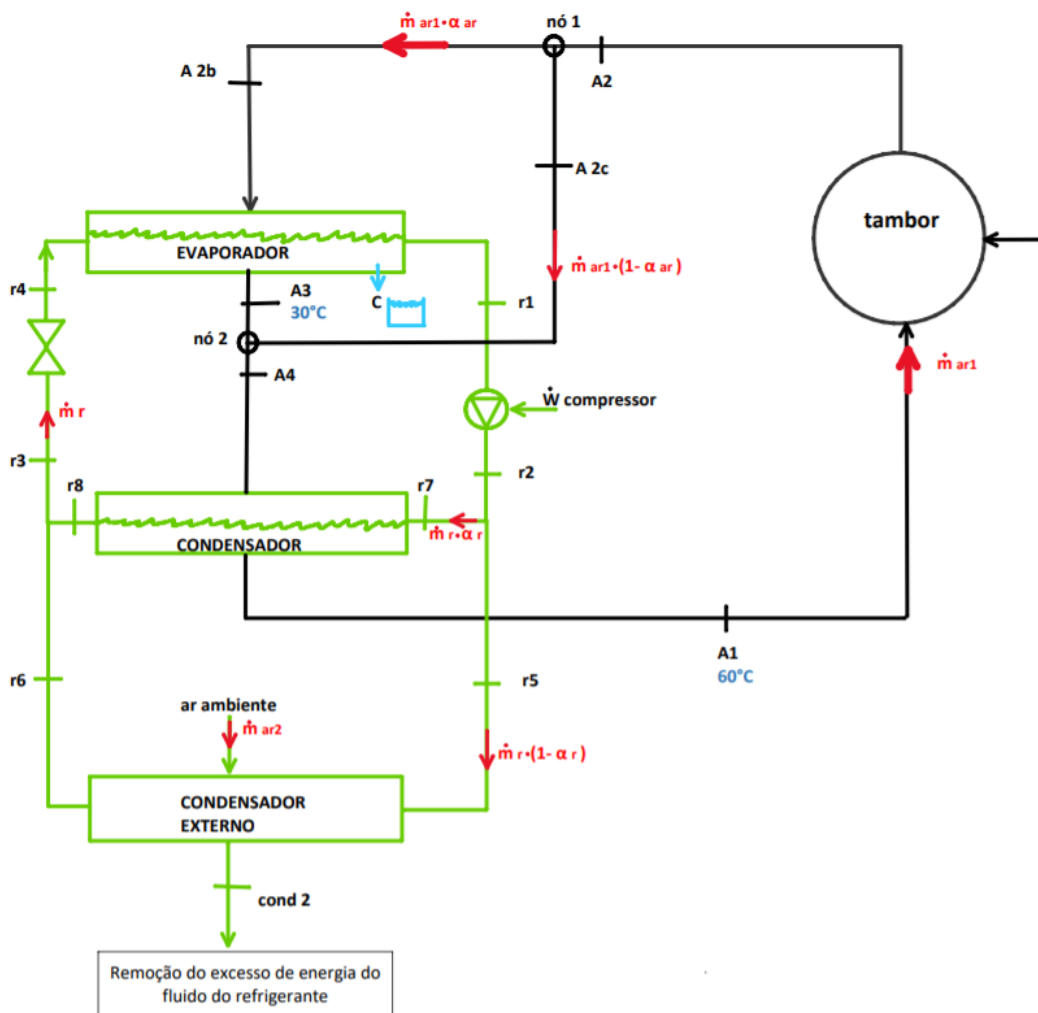 ṁ ar1·α ar
nó 1
A 2b
A2
A 2c
tambor
EVAPORADOR
ṁ ar1·(1- α ar)
r4
A3
30°C
C
r1
nó 2
A4
ṁ ar1
Ẇ compressor
ṁ r
r3
r2
r8
r7
ṁ r·α r
CONDENSADOR
A1
60°C
r6
r5
ar ambiente
ṁ ar2
ṁ r·(1- α r)
CONDENSADOR
EXTERNO
cond 2
Remoção do excesso de energia do
fluido do refrigerante